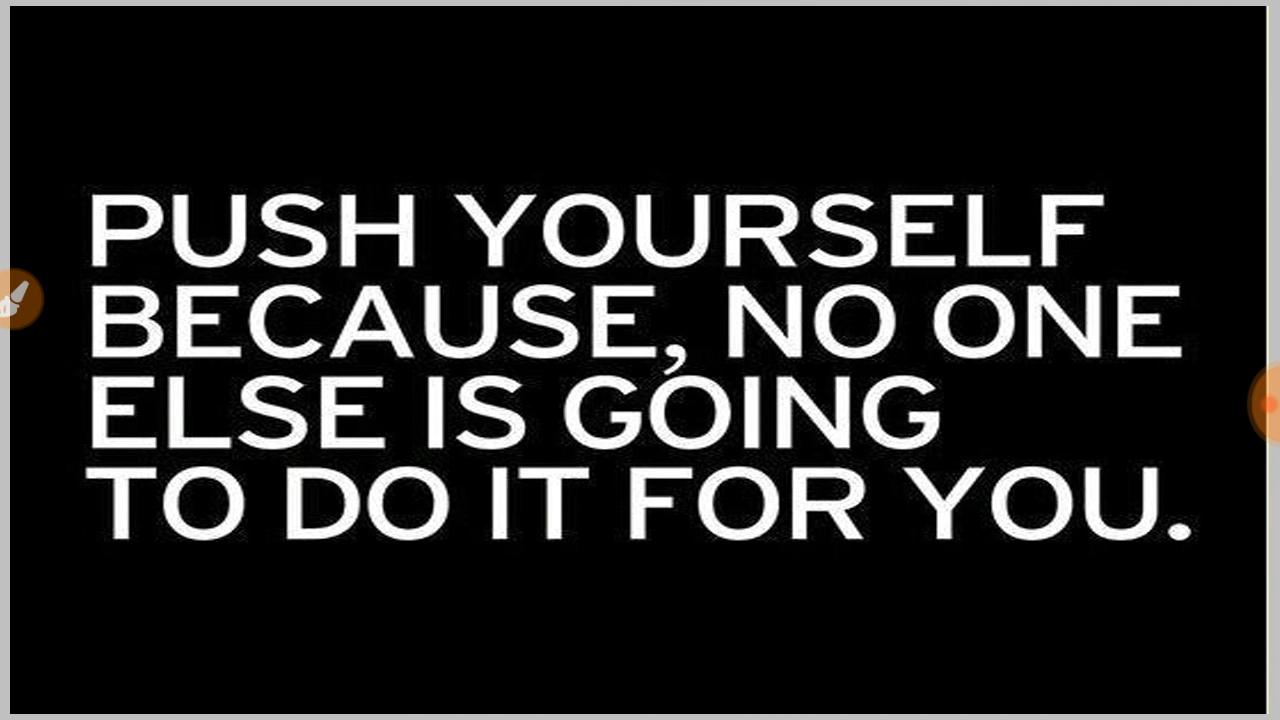 PUSH YOURSELF
BECAUSE, NO ONE
ELSE IS GOING
TO DO IT FOR YOU.